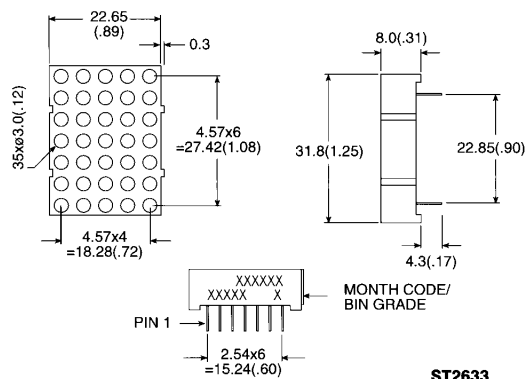 22.65
(.89)
0.3
35xø3.0(.12)
4.57x6
=27.42(1.08)
4.57x4
=18.28(.72)
8.0(.31)
31.8(1.25)
22.85(.90)
4.3(.17)
XXXXXX
XXXXX X
MONTH CODE/
BIN GRADE
PIN 1
2.54x6
=15.24(.60)
ST2633